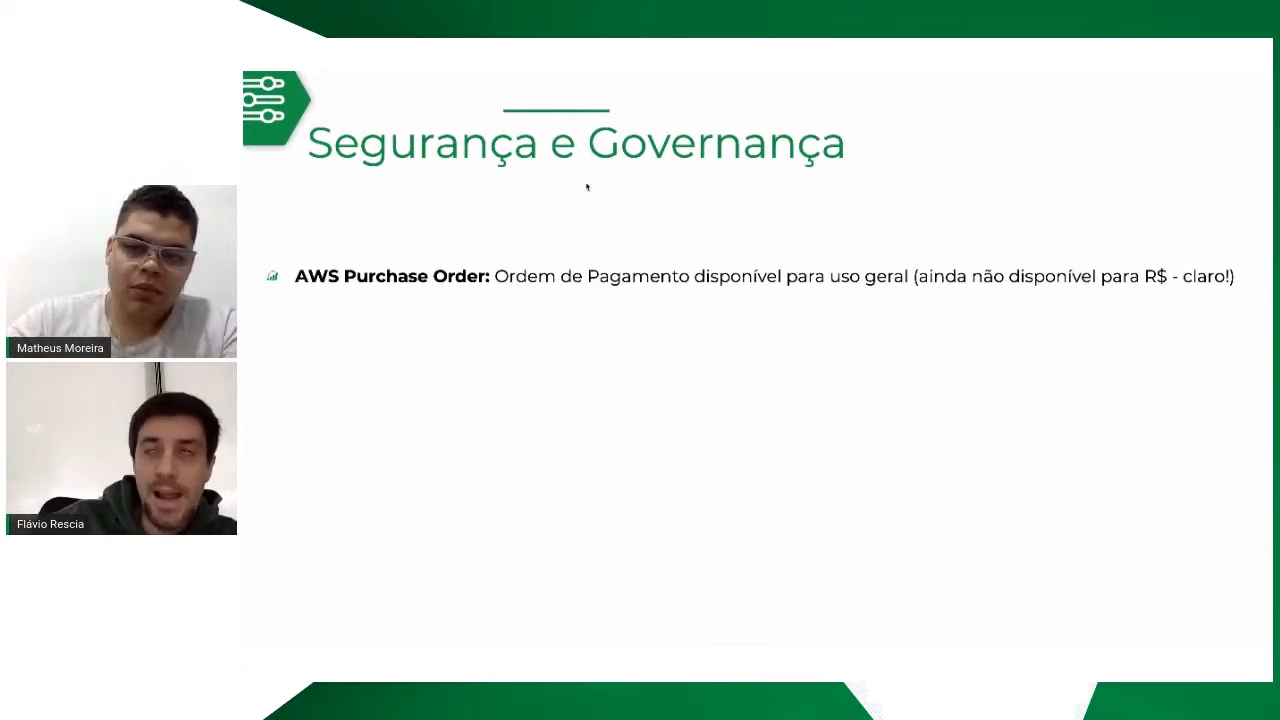 Segurança e Governança
AWS Purchase Order: Ordem de Pagamento disponível para uso geral (ainda não disponível para R$ - claro!)
Matheus Moreira
Flávio Rescia